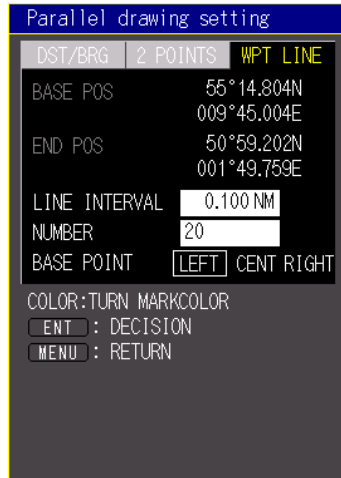 Parallel drawing setting
DST/BRG 2 POINTS WPT LINE
BASE POS 55°14.804N
009°45.004E
END POS 50°59.202N
001°49.759E
LINE INTERVAL 0.100 NM
NUMBER 20
BASE POINT LEFT CENT RIGHT
COLOR:TURN MARKCOLOR
ENT : DECISION
MENU : RETURN